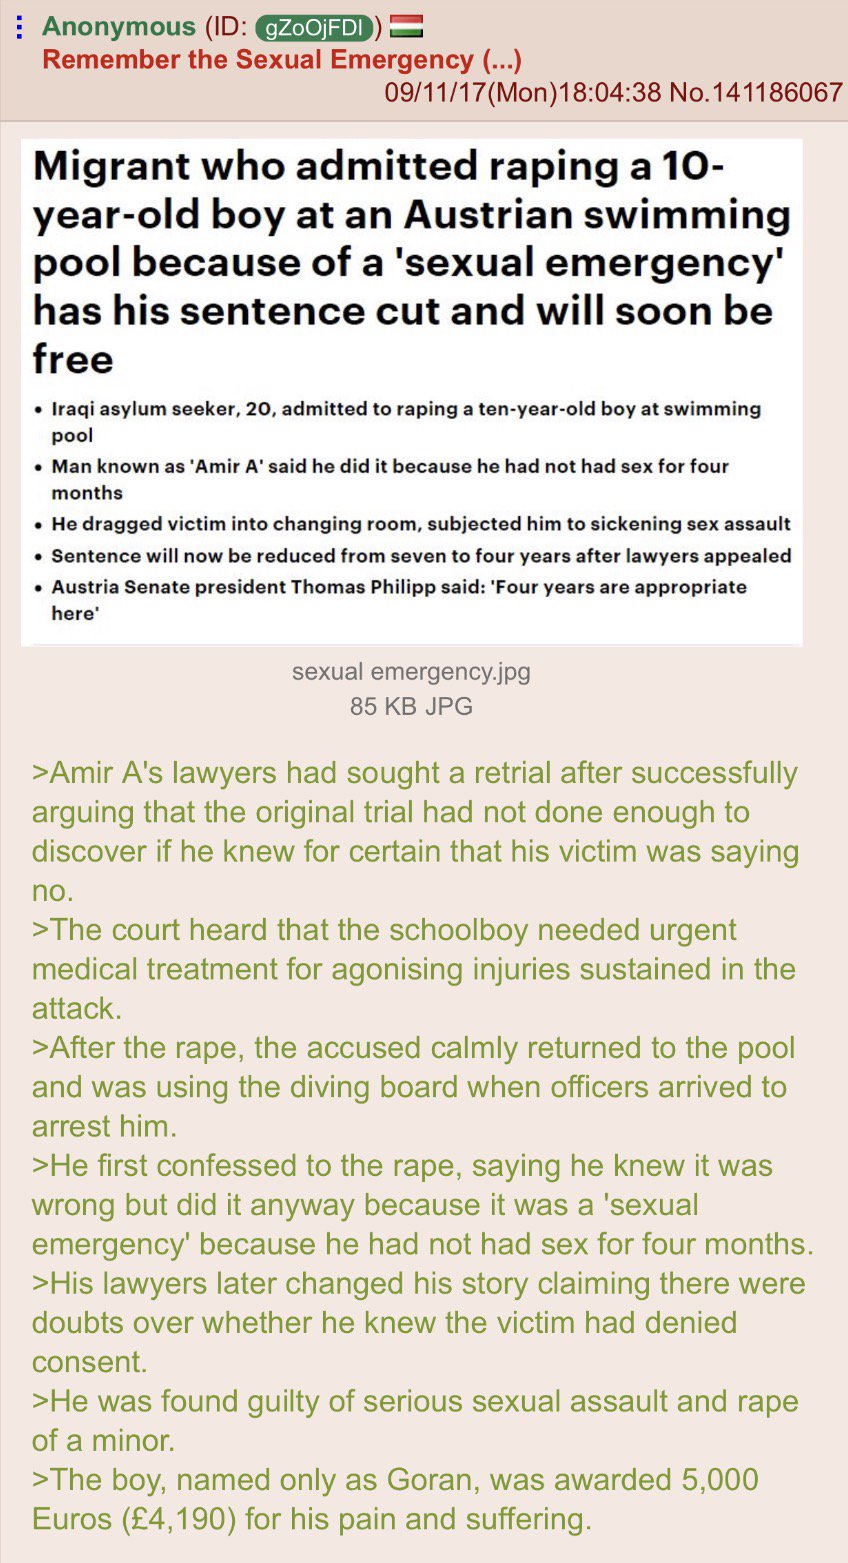 Anonymous (ID: gZoOjFDI)
Remember the Sexual Emergency (...)
09/11/17(Mon)18:04:38 No.141186067
Migrant who admitted raping a 10-
year-old boy at an Austrian swimming
pool because of a 'sexual emergency'
has his sentence cut and will soon be
free
• Iraqi asylum seeker, 20, admitted to raping a ten-year-old boy at swimming
pool
• Man known as 'Amir A' said he did it because he had not had sex for four
months
• He dragged victim into changing room, subjected him to sickening sex assault
• Sentence will now be reduced from seven to four years after lawyers appealed
• Austria Senate president Thomas Philipp said: 'Four years are appropriate
here'
sexual emergency.jpg
85 KB JPG
>Amir A's lawyers had sought a retrial after successfully
arguing that the original trial had not done enough to
discover if he knew for certain that his victim was saying
no.
>The court heard that the schoolboy needed urgent
medical treatment for agonising injuries sustained in the
attack.
>After the rape, the accused calmly returned to the pool
and was using the diving board when officers arrived to
arrest him.
>He first confessed to the rape, saying he knew it was
wrong but did it anyway because it was a 'sexual
emergency' because he had not had sex for four months.
>His lawyers later changed his story claiming there were
doubts over whether he knew the victim had denied
consent.
>He was found guilty of serious sexual assault and rape
of a minor.
>The boy, named only as Goran, was awarded 5,000
Euros (£4,190) for his pain and suffering.